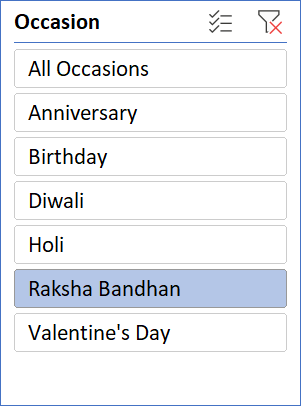 Occasion
All Occasions
Anniversary
Birthday
Diwali
Holi
Raksha Bandhan
Valentine's Day